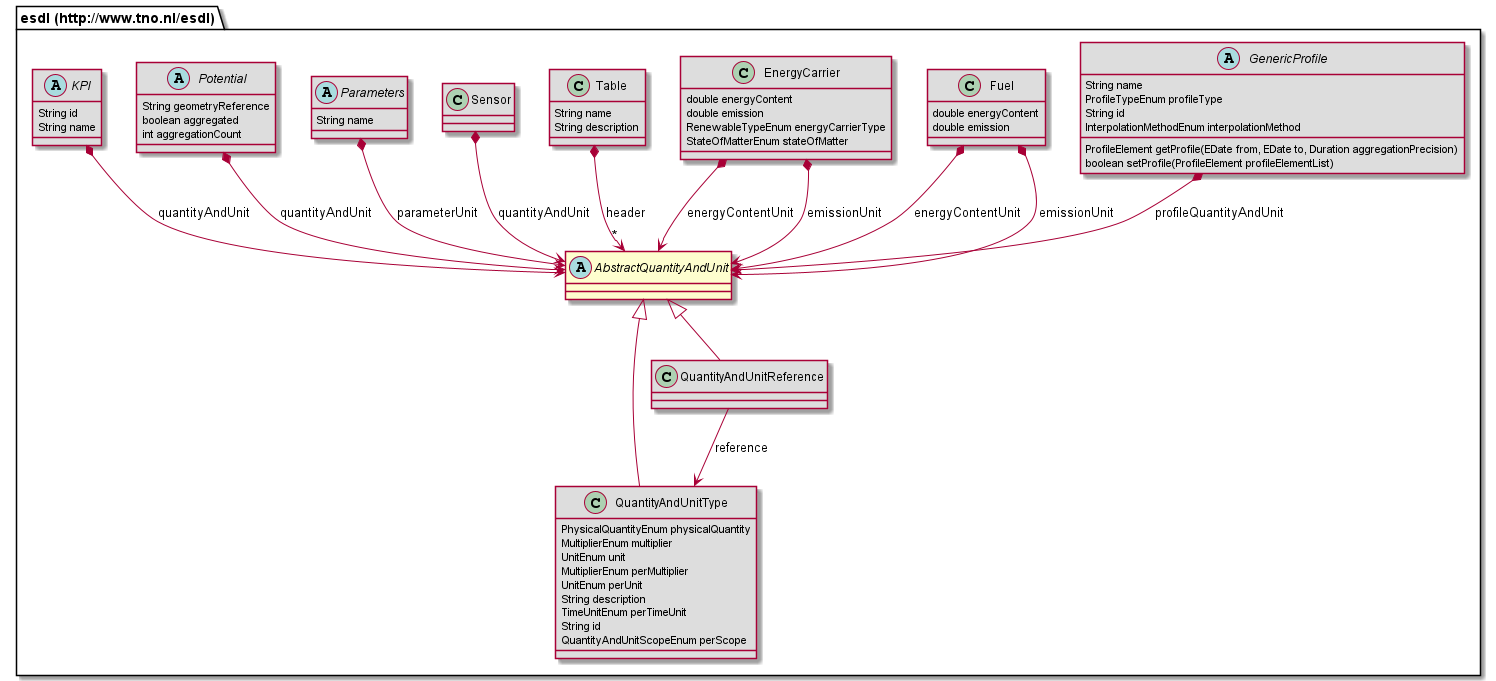 esdl (http://www.tno.nl/esdl)
A KPI
String id
String name
A Potential
String geometryReference
boolean aggregated
int aggregationCount
A Parameters
String name
C Sensor
C Table
String name
String description
C EnergyCarrier
double energyContent
double emission
RenewableTypeEnum energyCarrierType
StateOfMatterEnum stateOfMatter
C Fuel
double energyContent
double emission
A GenericProfile
String name
ProfileTypeEnum profileType
String id
InterpolationMethodEnum interpolationMethod
ProfileElement getProfile(EDate from, EDate to, Duration aggregationPrecision)
boolean setProfile(ProfileElement profileElementList)
quantityAndUnit
quantityAndUnit
parameterUnit
quantityAndUnit
header
*
energyContentUnit
emissionUnit
energyContentUnit
emissionUnit
profileQuantityAndUnit
A AbstractQuantityAndUnit
C QuantityAndUnitReference
reference
C QuantityAndUnitType
PhysicalQuantityEnum physicalQuantity
MultiplierEnum multiplier
UnitEnum unit
MultiplierEnum perMultiplier
UnitEnum perUnit
String description
TimeUnitEnum perTimeUnit
String id
QuantityAndUnitScopeEnum perScope